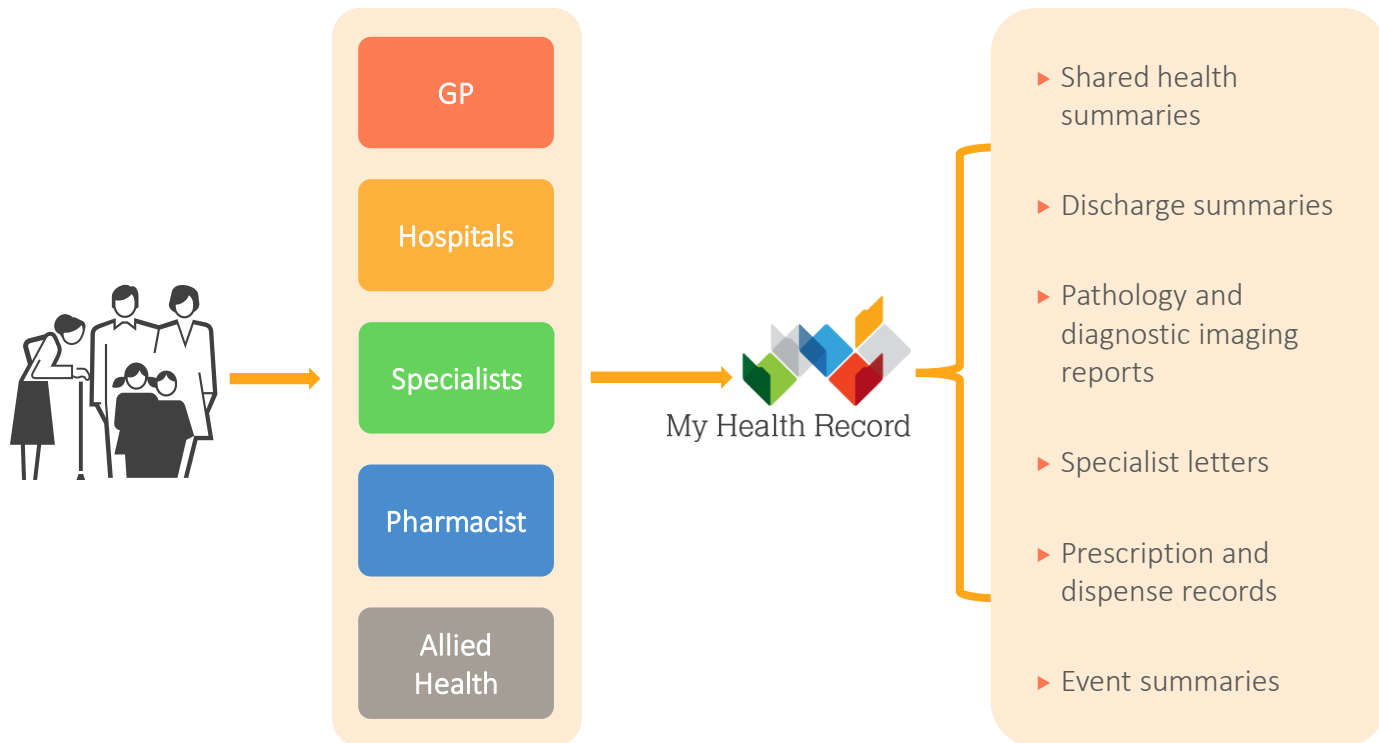 GP
Hospitals
Specialists
Pharmacist
Allied
Health
My Health Record
Shared health
summaries
Discharge summaries
Pathology and
diagnostic imaging
reports
Specialist letters
Prescription and
dispense records
Event summaries